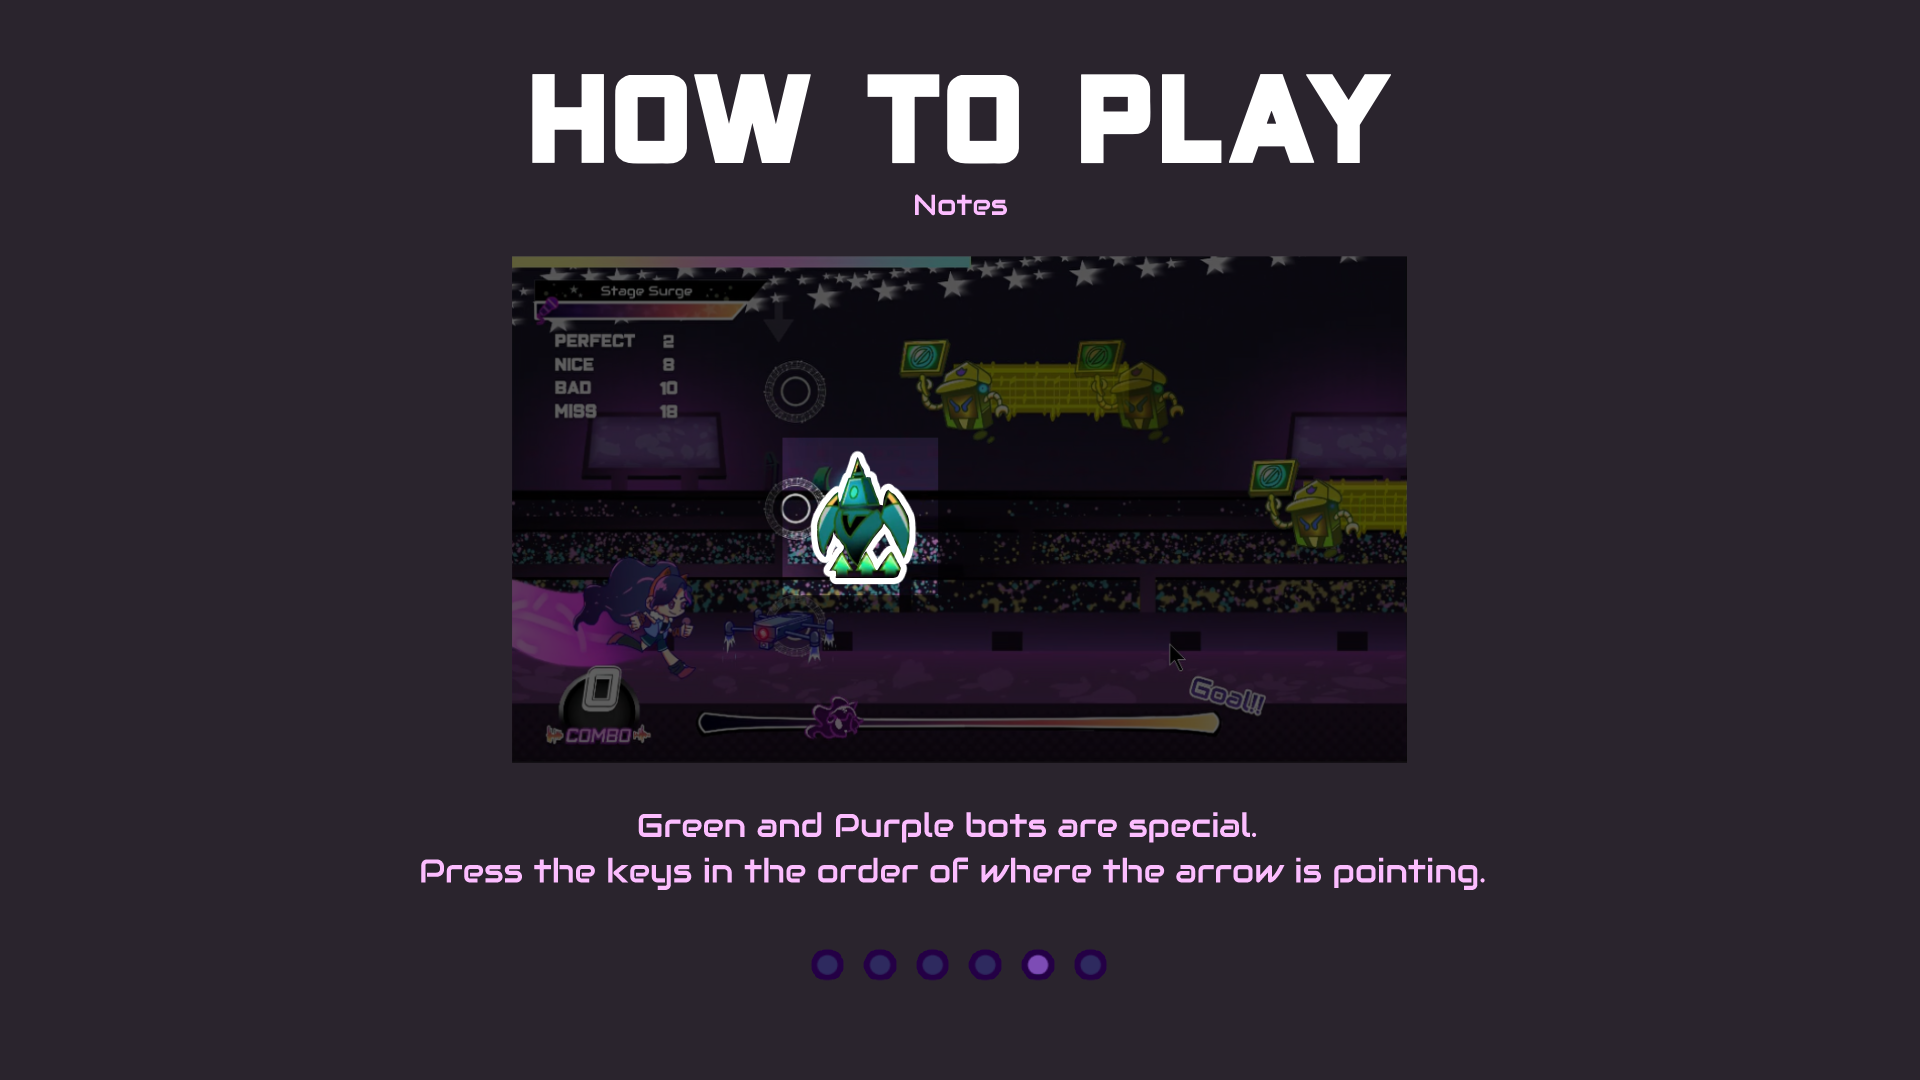 HOW TO PLAY
Notes
Stage Surge
PERFECT 2
NICE 8
BAD 10
MISS 18
Goal!!
0
COMBO
Green and Purple bots are special.
Press the keys in the order of where the arrow is pointing.